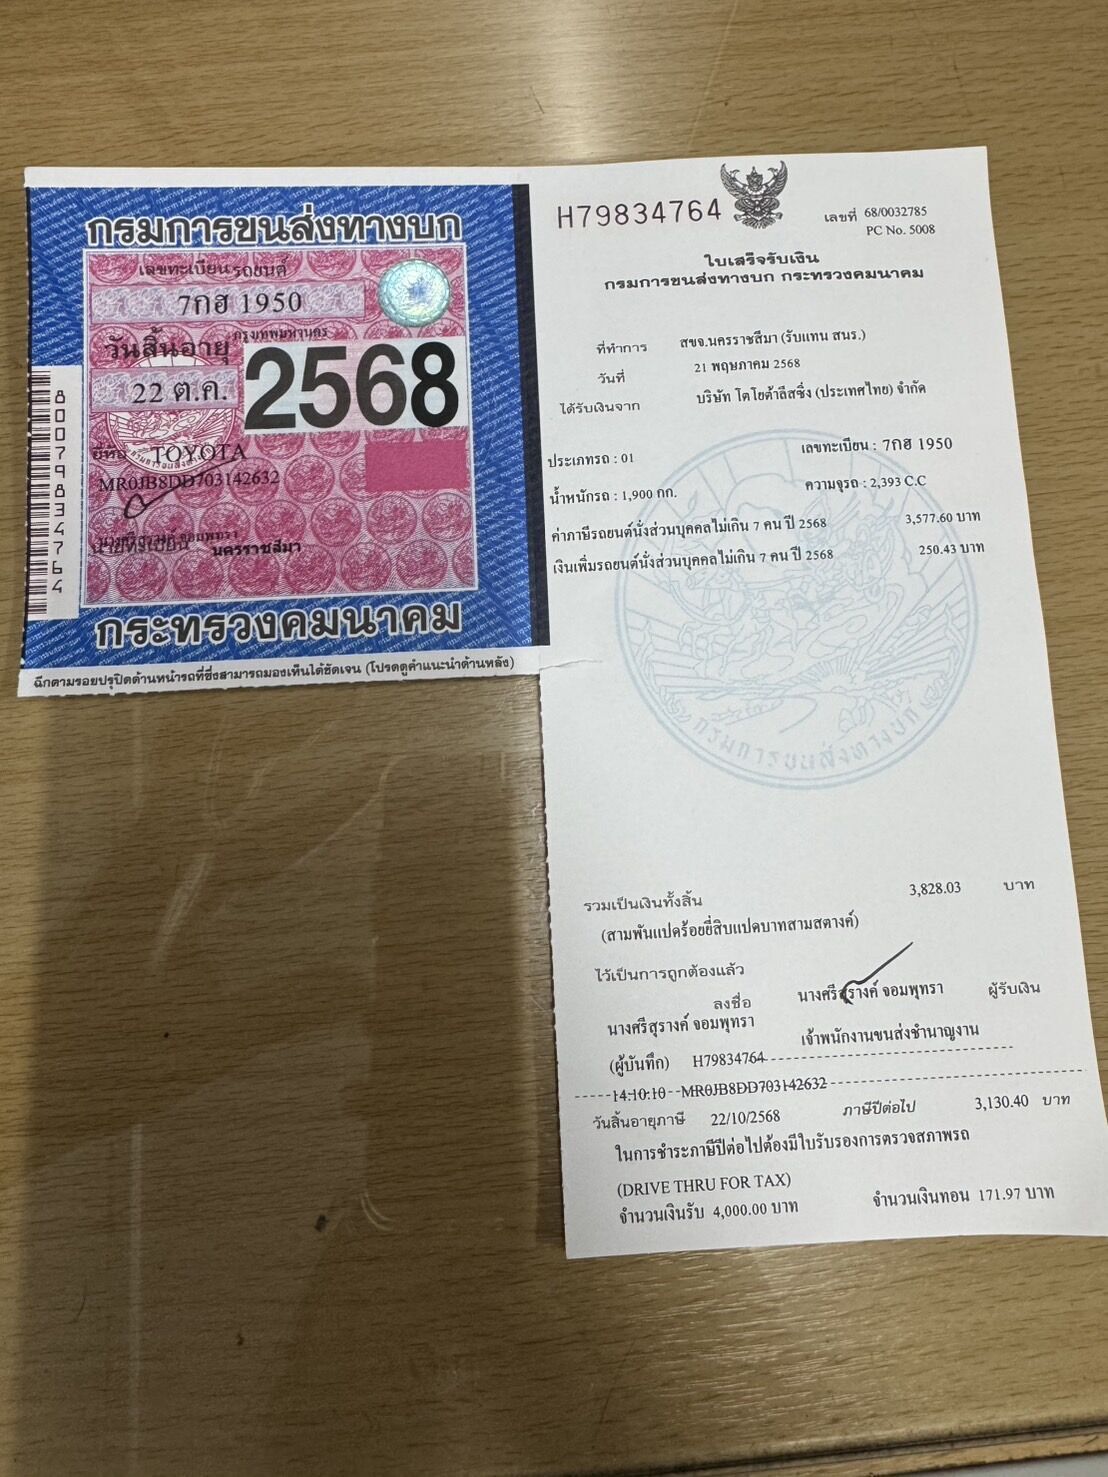 กรมการขนส่งทางบก
เลขทะเบียนรถยนต์
7กฮ 1950
กรุงเทพมหานคร
วันสิ้นอายุ
2568
22 ต.ค.
ยี่ห้อ TOYOTA
MR0JB8DD703142632
นางศรีสุรางค์ จอมพุทรา
นายทะเบียน นครราชสีมา
กระทรวงคมนาคม
ฉีกตามรอยปรุปิดด้านหน้ารถที่ซึ่งสามารถมองเห็นได้ชัดเจน (โปรดดูคำแนะนำด้านหลัง)
80079834764
H79834764
เลขที่ 68/0032785
PC No. 5008
ใบเสร็จรับเงิน
กรมการขนส่งทางบก กระทรวงคมนาคม
ที่ทำการ สขจ.นครราชสีมา (รับแทน สนร.)
วันที่ 21 พฤษภาคม 2568
ได้รับเงินจาก บริษัท โตโยต้าลีสซิ่ง (ประเทศไทย) จำกัด
ประเภทรถ : 01 เลขทะเบียน : 7กฮ 1950
น้ำหนักรถ : 1,900 กก. ความจุรถ : 2,393 C.C
ค่าภาษีรถยนต์นั่งส่วนบุคคลไม่เกิน 7 คน ปี 2568 3,577.60 บาท
เงินเพิ่มรถยนต์นั่งส่วนบุคคลไม่เกิน 7 คน ปี 2568 250.43 บาท
กรมการขนส่งทางบก
รวมเป็นเงินทั้งสิ้น 3,828.03 บาท
(สามพันแปดร้อยยี่สิบแปดบาทสามสตางค์)
ไว้เป็นการถูกต้องแล้ว
ลงชื่อ นางศรีสุรางค์ จอมพุทรา ผู้รับเงิน
นางศรีสุรางค์ จอมพุทรา
เจ้าพนักงานขนส่งชำนาญงาน
(ผู้บันทึก) H79834764
14:10:10 MR0JB8DD703142632
วันสิ้นอายุภาษี 22/10/2568 ภาษีปีต่อไป 3,130.40 บาท
ในการชำระภาษีปีต่อไปต้องมีใบรับรองการตรวจสภาพรถ
(DRIVE THRU FOR TAX)
จำนวนเงินรับ 4,000.00 บาท จำนวนเงินทอน 171.97 บาท